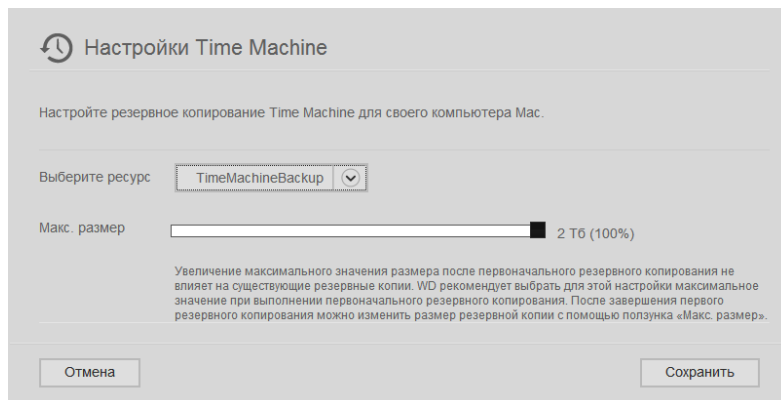 Настройки Time Machine
Настройте резервное копирование Time Machine для своего компьютера Mac.
Выберите ресурс TimeMachineBackup
Макс. размер 2 Тб (100%)
Увеличение максимального значения размера после первоначального резервного копирования не
влияет на существующие резервные копии. WD рекомендует выбрать для этой настройки максимальное
значение при выполнении первоначального резервного копирования. После завершения первого
резервного копирования можно изменить размер резервной копии с помощью ползунка «Макс. размер».
Отмена Сохранить